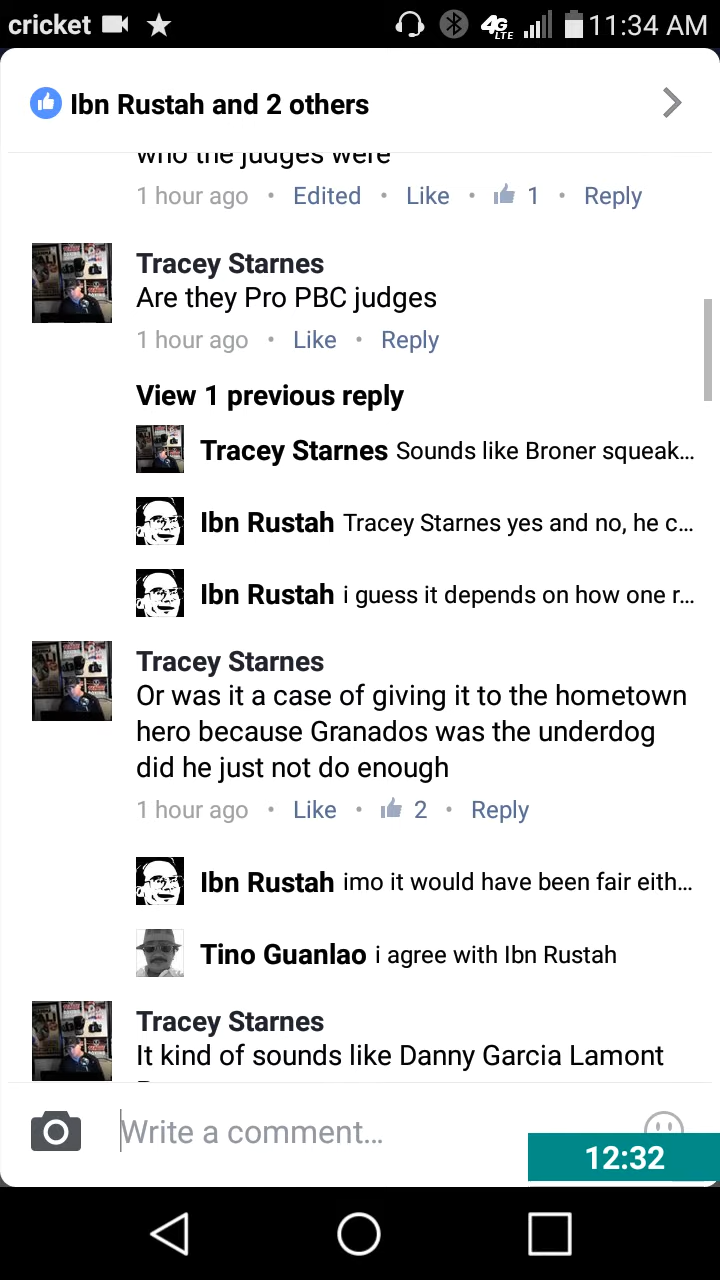 cricket 4G LTE 11:34 AM
Ibn Rustah and 2 others
who the judges were
1 hour ago • Edited • Like • 1 • Reply
Tracey Starnes
Are they Pro PBC judges
1 hour ago • Like • Reply
View 1 previous reply
Tracey Starnes Sounds like Broner squeak...
Ibn Rustah Tracey Starnes yes and no, he c...
Ibn Rustah i guess it depends on how one r...
Tracey Starnes
Or was it a case of giving it to the hometown
hero because Granados was the underdog
did he just not do enough
1 hour ago • Like • 2 • Reply
Ibn Rustah imo it would have been fair eith...
Tino Guanlao i agree with Ibn Rustah
Tracey Starnes
It kind of sounds like Danny Garcia Lamont
Write a comment...
12:32